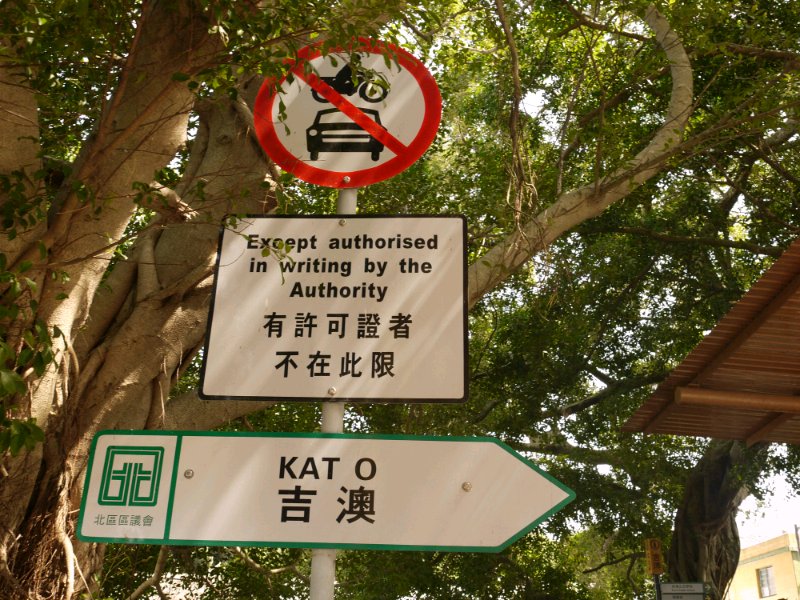 Except authorised
in writing by the
Authority
有許可證者
不在此限
KAT O
吉澳
北區區議會